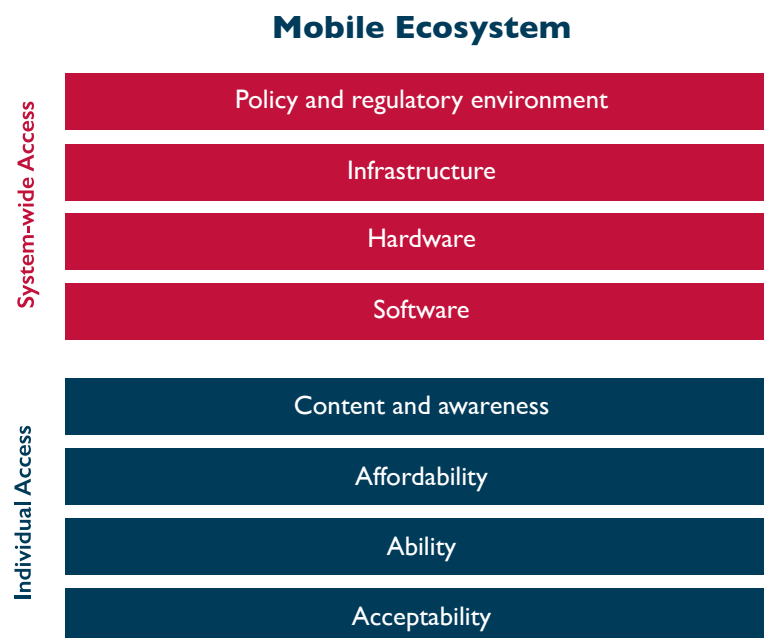 Mobile Ecosystem
System-wide Access
Policy and regulatory environment
Infrastructure
Hardware
Software
Individual Access
Content and awareness
Affordability
Ability
Acceptability